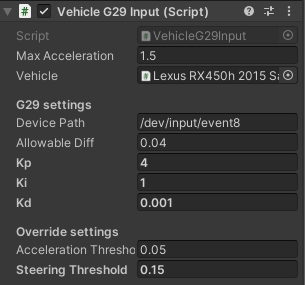 Vehicle G29 Input (Script)
Script VehicleG29Input
Max Acceleration 1.5
Vehicle Lexus RX450h 2015 Sa
G29 settings
Device Path /dev/input/event8
Allowable Diff 0.04
Kp 4
Ki 1
Kd 0.001
Override settings
Acceleration Thresho 0.05
Steering Threshold 0.15